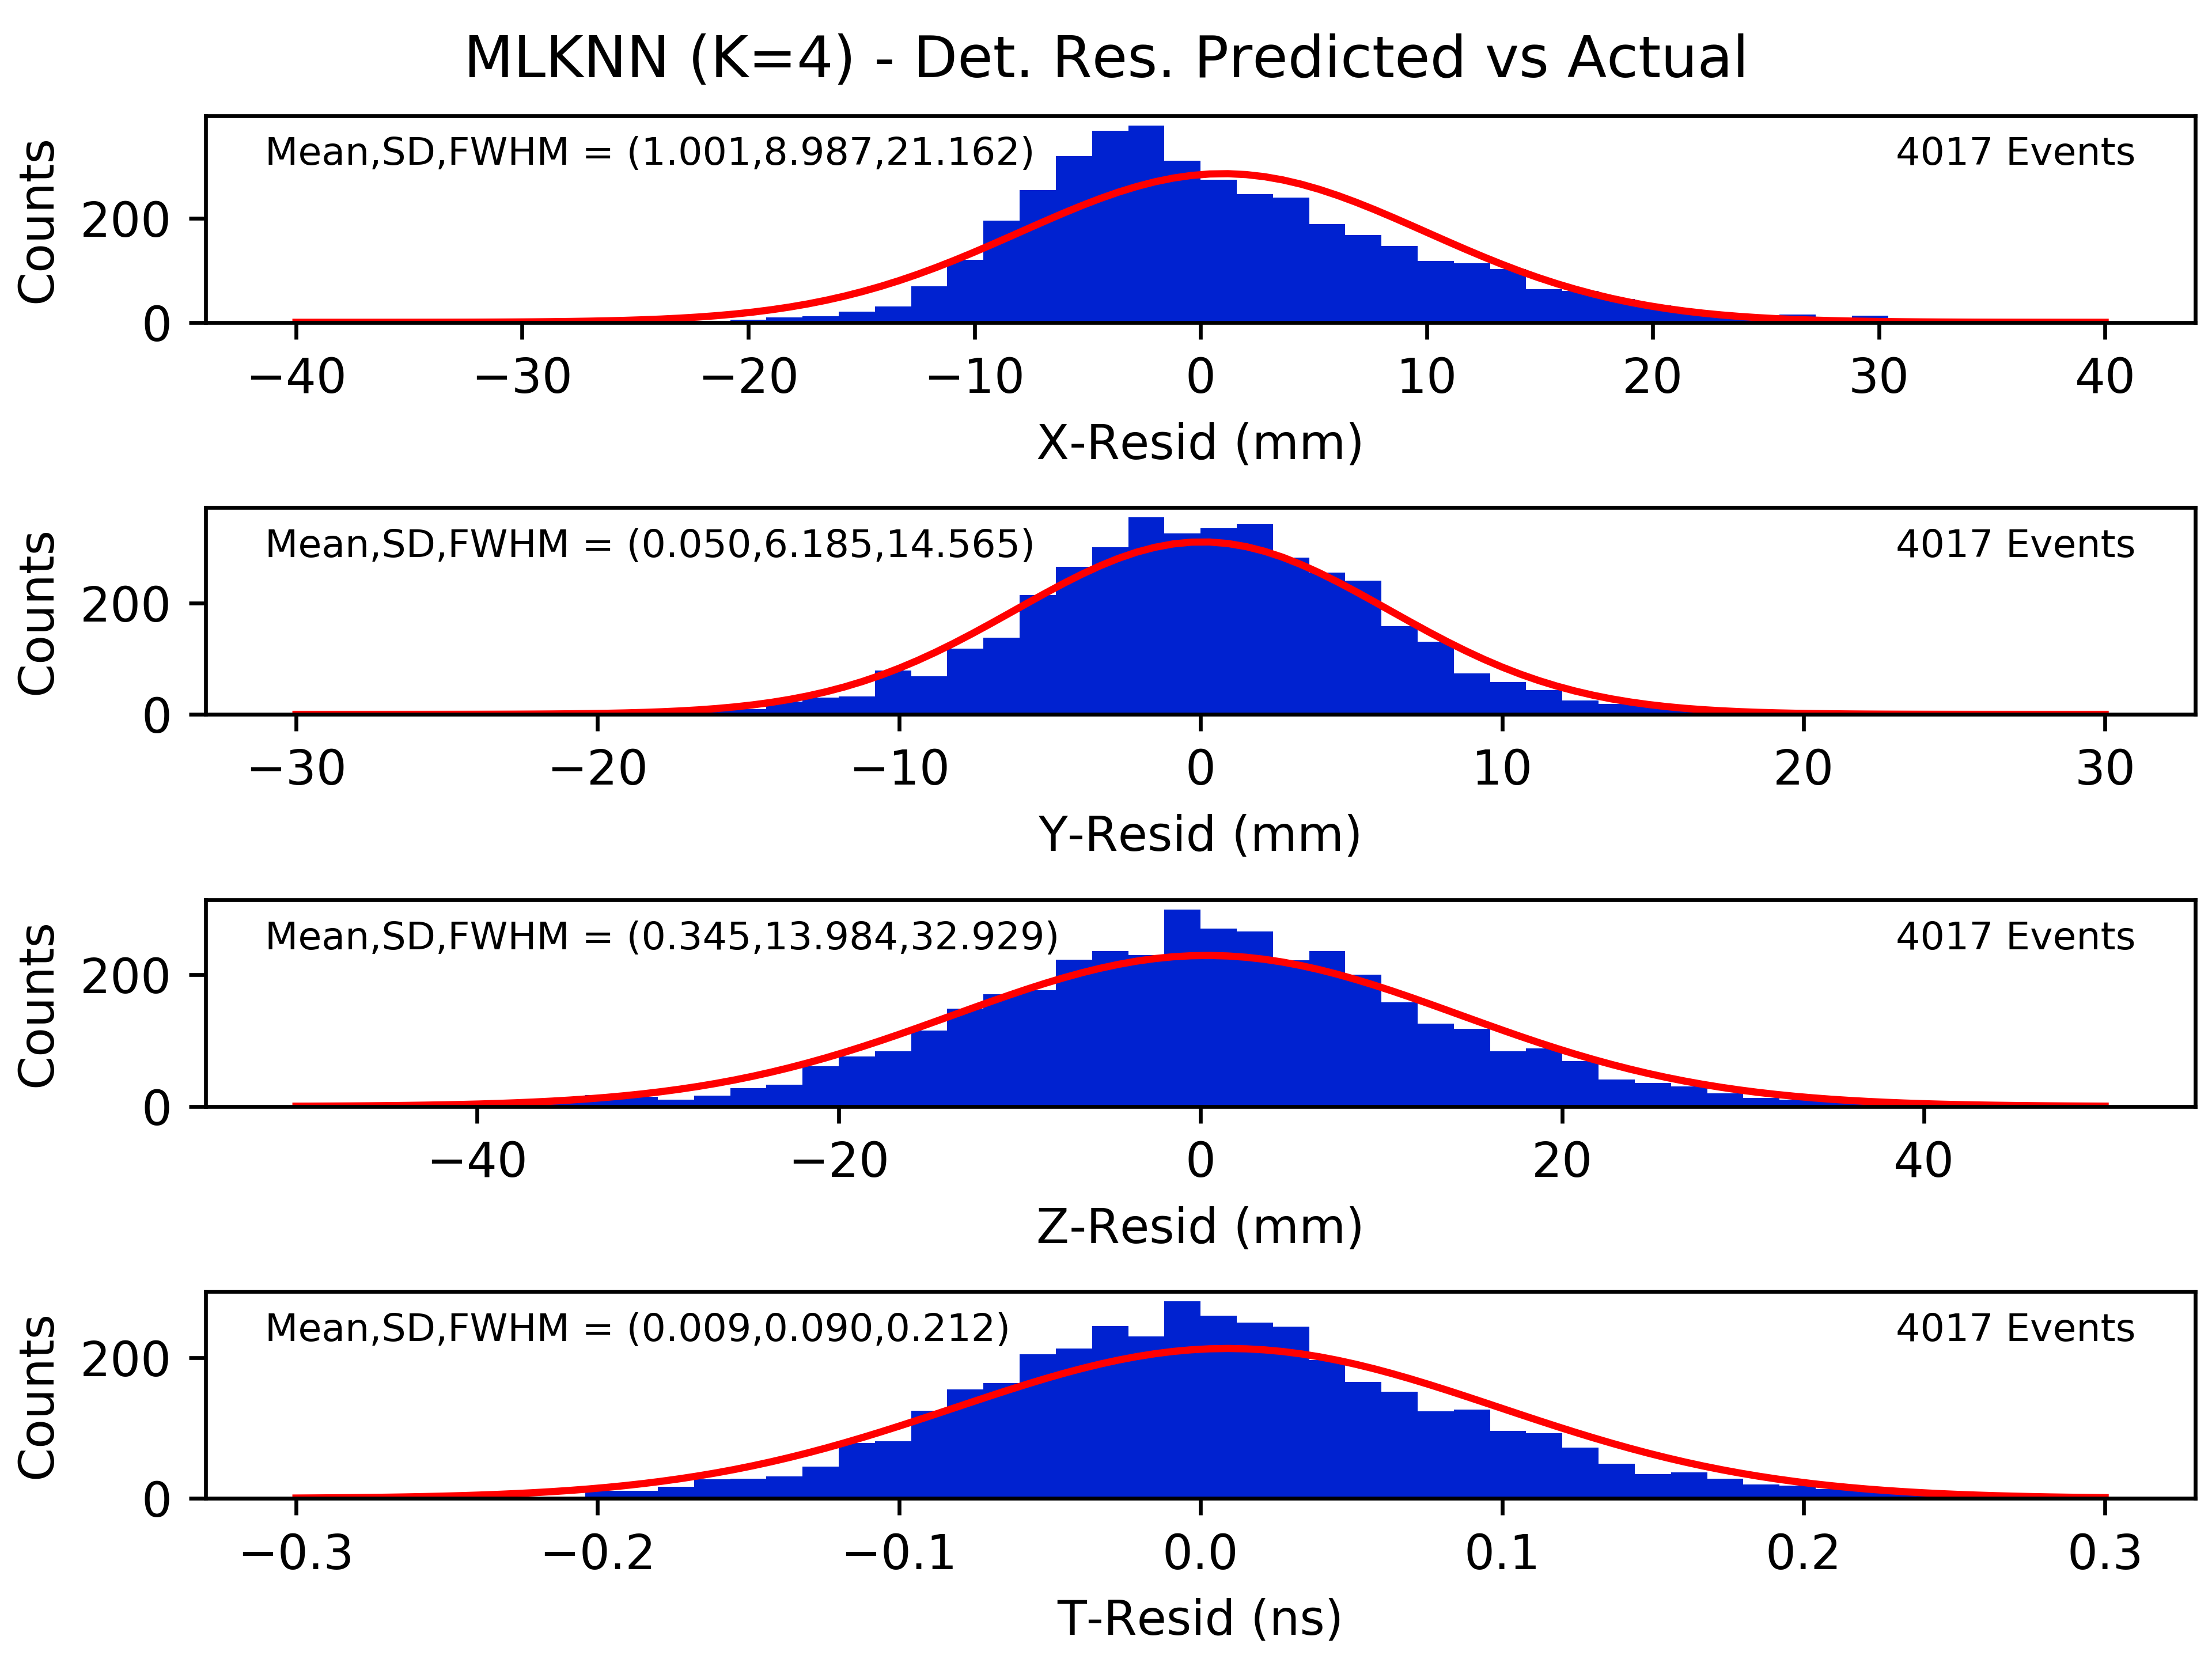 MLKNN (K=4) - Det. Res. Predicted vs Actual
Mean,SD,FWHM = (1.001,8.987,21.162)
4017 Events
Counts
200
0
−40 −30 −20 −10 0 10 20 30 40
X-Resid (mm)
Mean,SD,FWHM = (0.050,6.185,14.565)
4017 Events
Counts
200
0
−30 −20 −10 0 10 20 30
Y-Resid (mm)
Mean,SD,FWHM = (0.345,13.984,32.929)
4017 Events
Counts
200
0
−40 −20 0 20 40
Z-Resid (mm)
Mean,SD,FWHM = (0.009,0.090,0.212)
4017 Events
Counts
200
0
−0.3 −0.2 −0.1 0.0 0.1 0.2 0.3
T-Resid (ns)